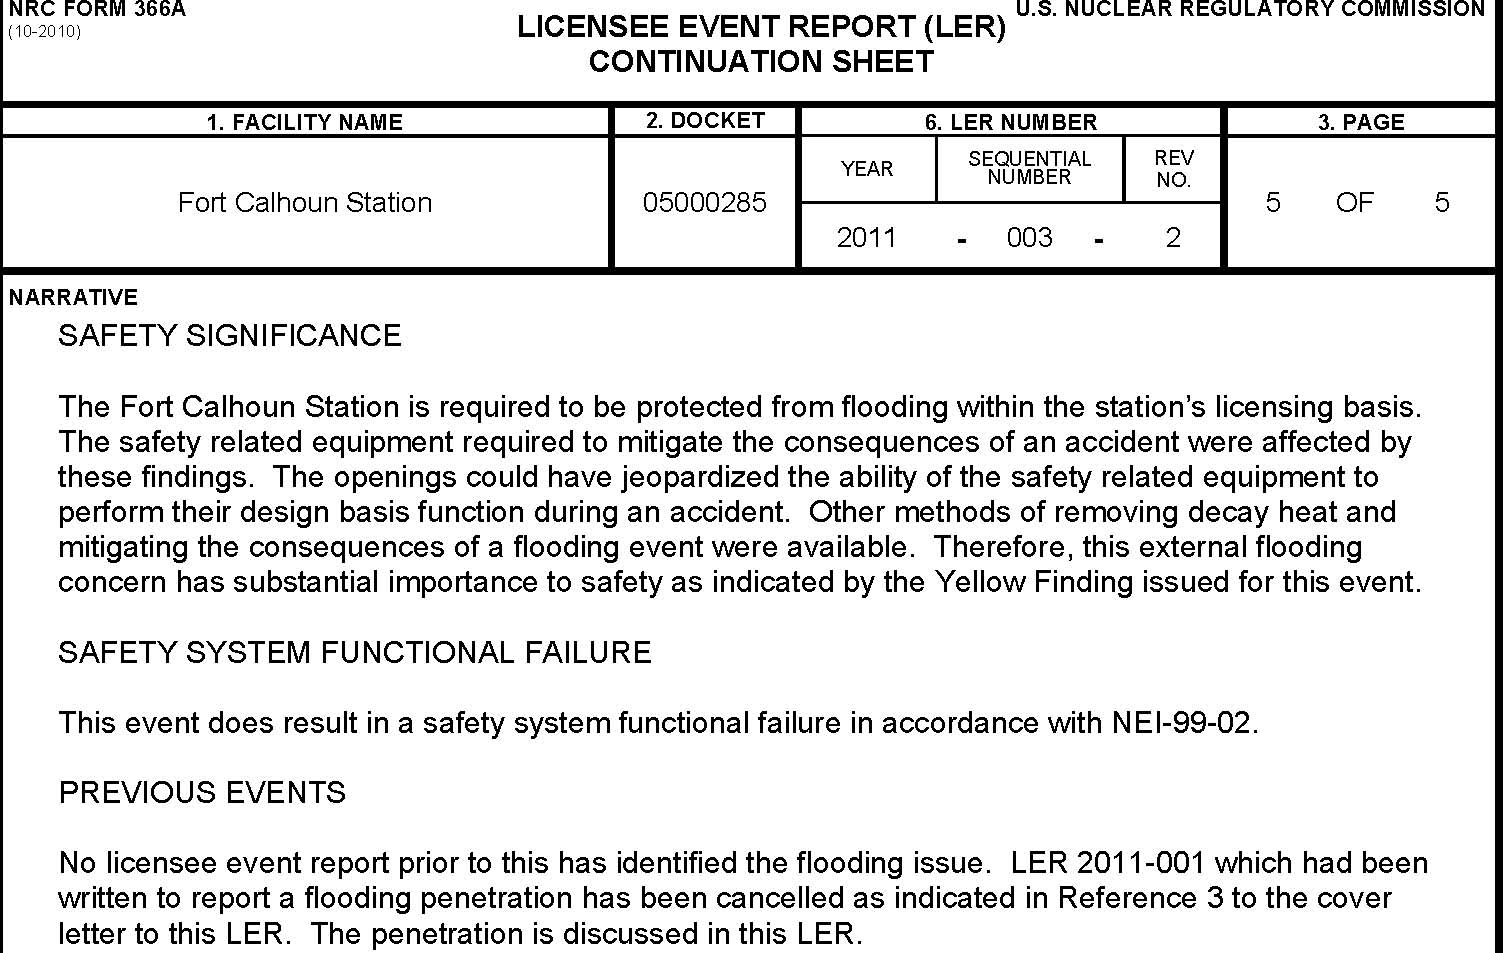 NRC FORM 366A
(10-2010)
U.S. NUCLEAR REGULATORY COMMISSION
LICENSEE EVENT REPORT (LER)
CONTINUATION SHEET
1. FACILITY NAME
2. DOCKET
6. LER NUMBER
3. PAGE
Fort Calhoun Station
05000285
YEAR
SEQUENTIAL
NUMBER
REV
NO.
2011 - 003 - 2
5 OF 5
NARRATIVE
SAFETY SIGNIFICANCE
The Fort Calhoun Station is required to be protected from flooding within the station’s licensing basis.
The safety related equipment required to mitigate the consequences of an accident were affected by
these findings.  The openings could have jeopardized the ability of the safety related equipment to
perform their design basis function during an accident.  Other methods of removing decay heat and
mitigating the consequences of a flooding event were available.  Therefore, this external flooding
concern has substantial importance to safety as indicated by the Yellow Finding issued for this event.
SAFETY SYSTEM FUNCTIONAL FAILURE
This event does result in a safety system functional failure in accordance with NEI-99-02.
PREVIOUS EVENTS
No licensee event report prior to this has identified the flooding issue.  LER 2011-001 which had been
written to report a flooding penetration has been cancelled as indicated in Reference 3 to the cover
letter to this LER.  The penetration is discussed in this LER.